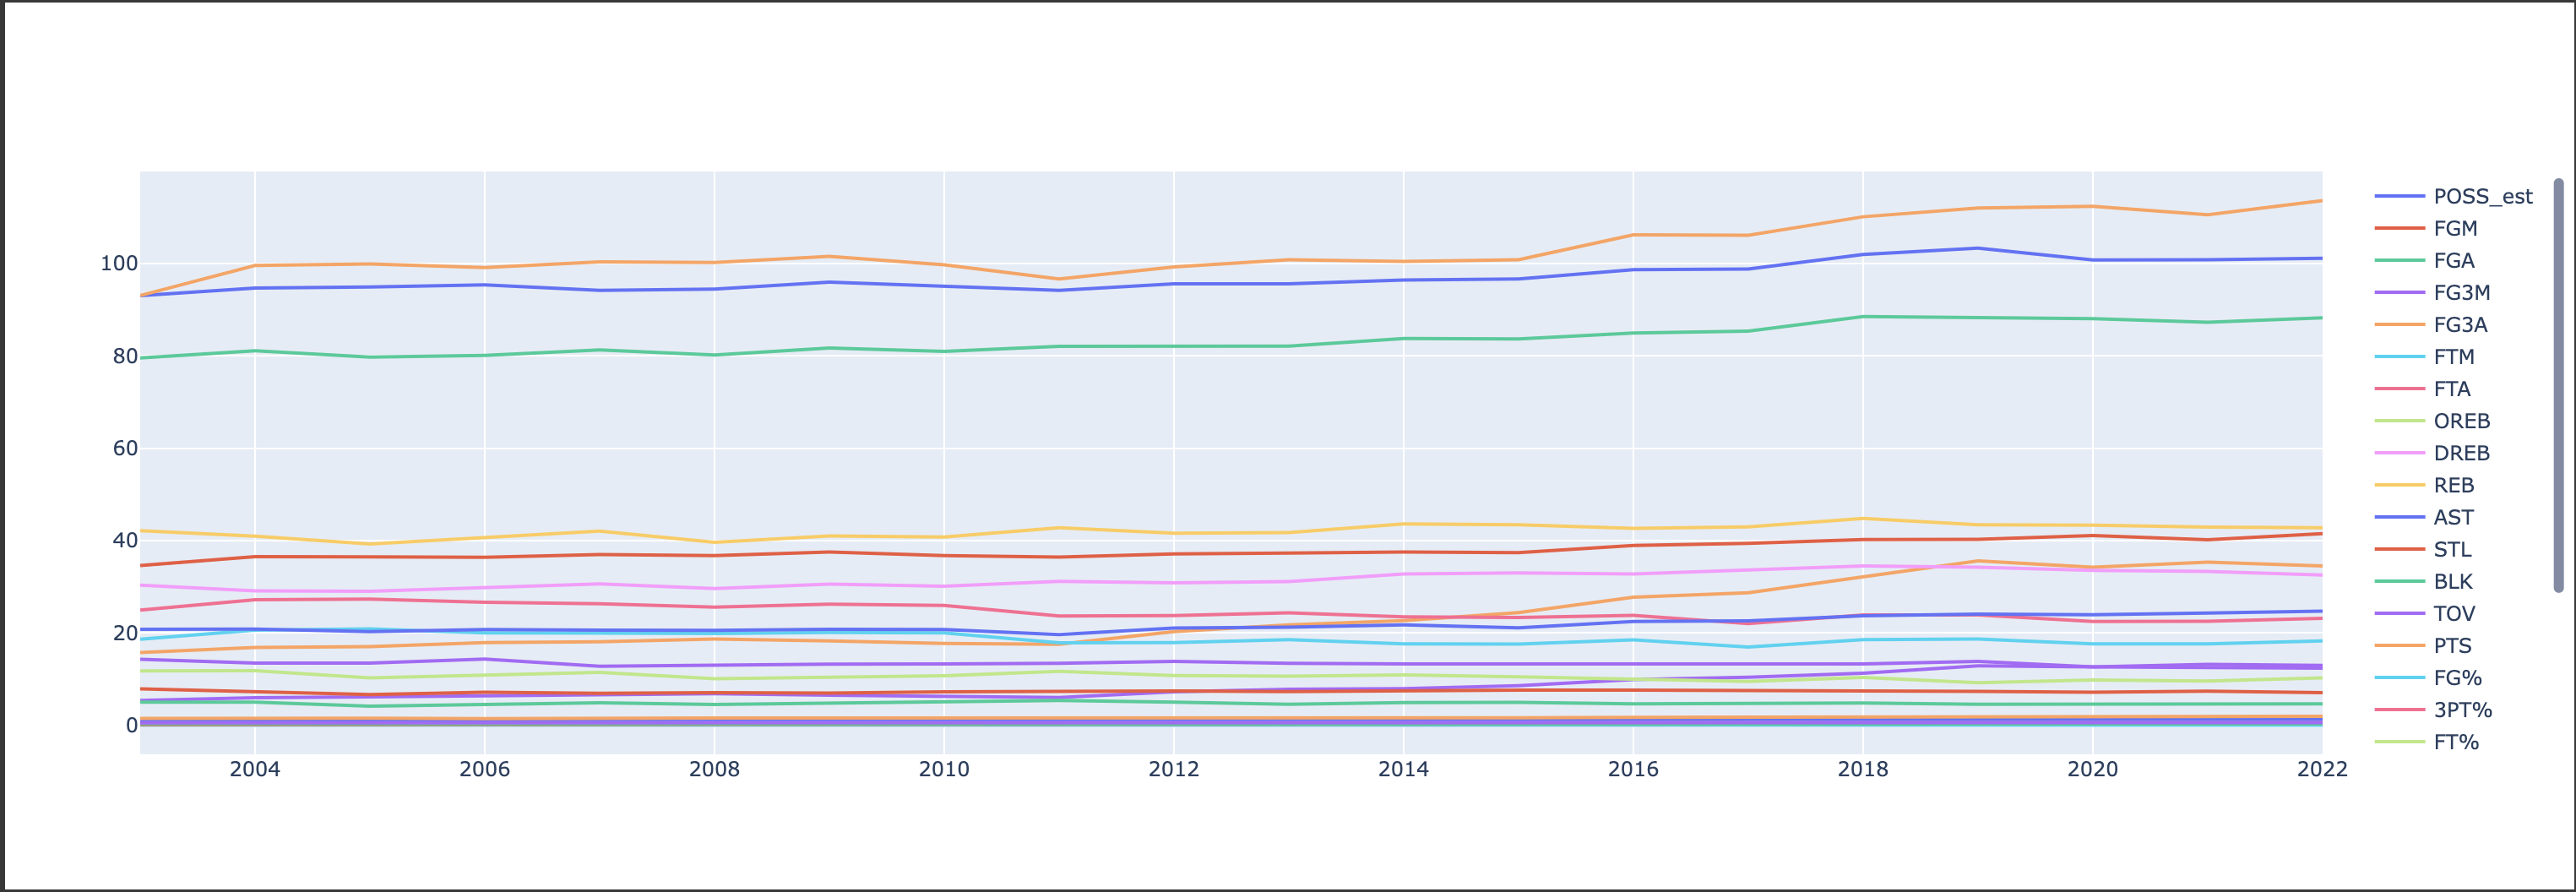 100
80
60
40
20
0
2004
2006
2008
2010
2012
2014
2016
2018
2020
2022
POSS_est
FGM
FGA
FG3M
FG3A
FTM
FTA
OREB
DREB
REB
AST
STL
BLK
TOV
PTS
FG%
3PT%
FT%